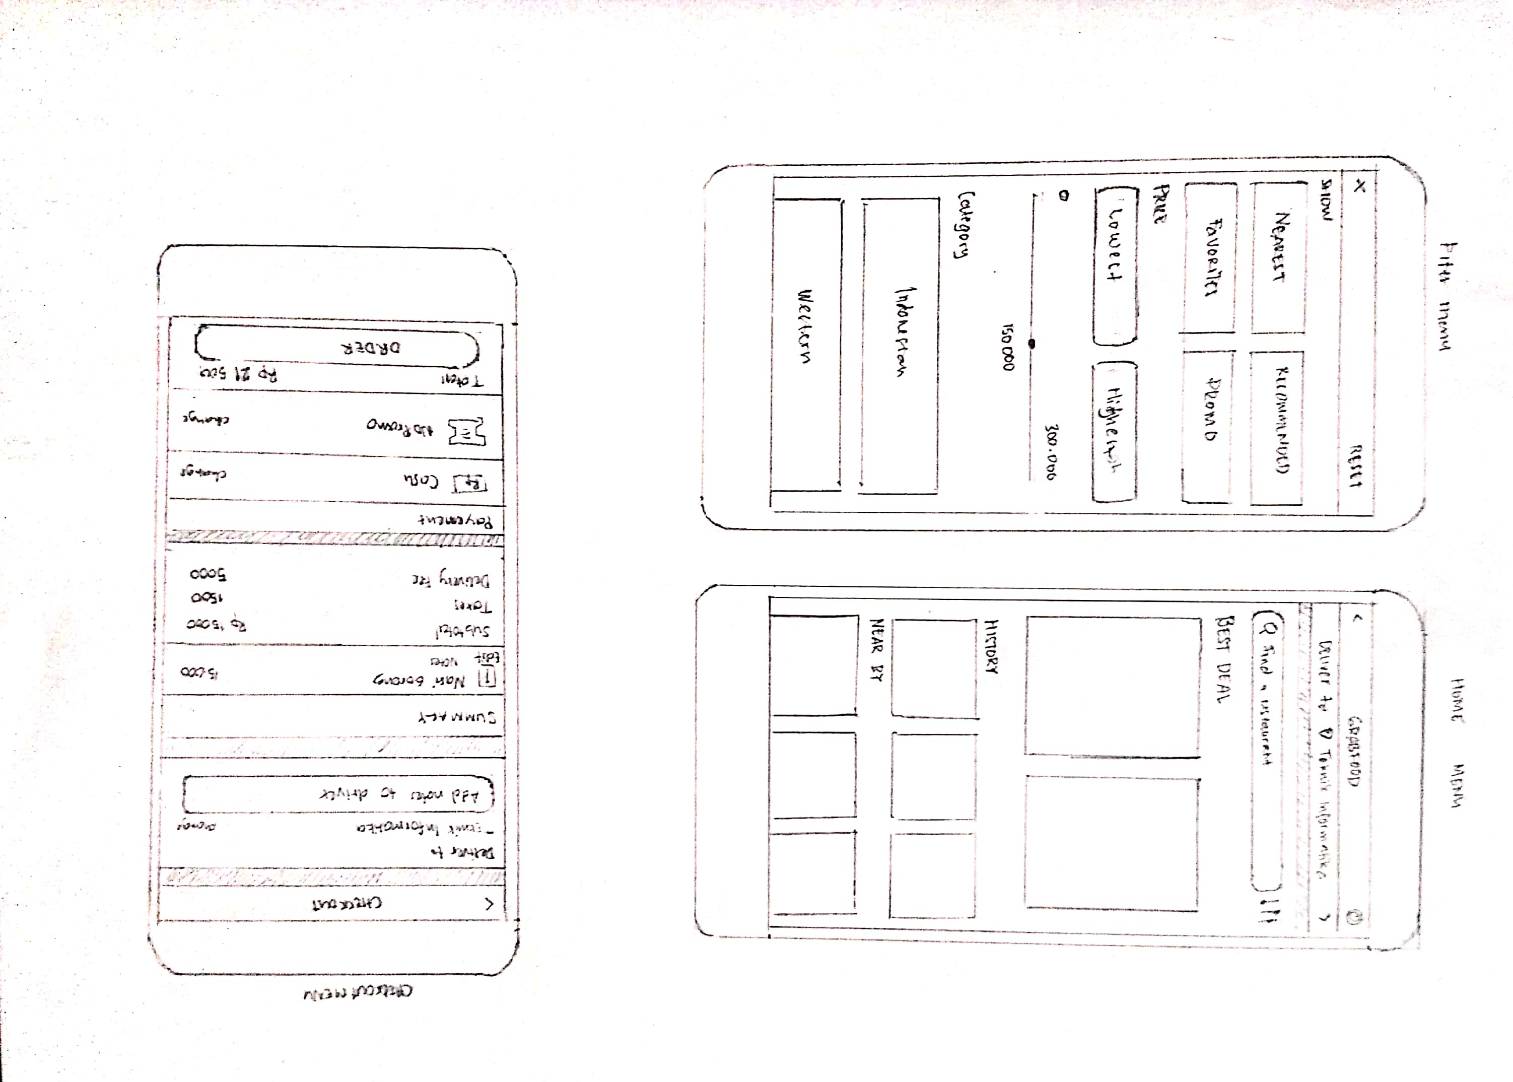 HOME MENU
< GRABFOOD
Deliver to Teknik Informatika >
Find a restaurant
BEST DEAL
HISTORY
NEAR BY
Filter menu
X RESET
SHOW
NEAREST RECOMMENDED
FAVORITES PROMO
PRICE
Lowest Highest
0 300.000
150000
Category
Indonesian
Western
CHECKOUT MENU
< CHECKOUT
Deliver to
Teknik Informatika change
Add notes to driver
SUMMARY
1 Nasi Goreng 15.000
Edit Notes
Subtotal Rp 15000
Taxes 1500
Delivery Fee 5000
Payement
Rp Cash change
No Promo change
Total Rp 21 500
ORDER